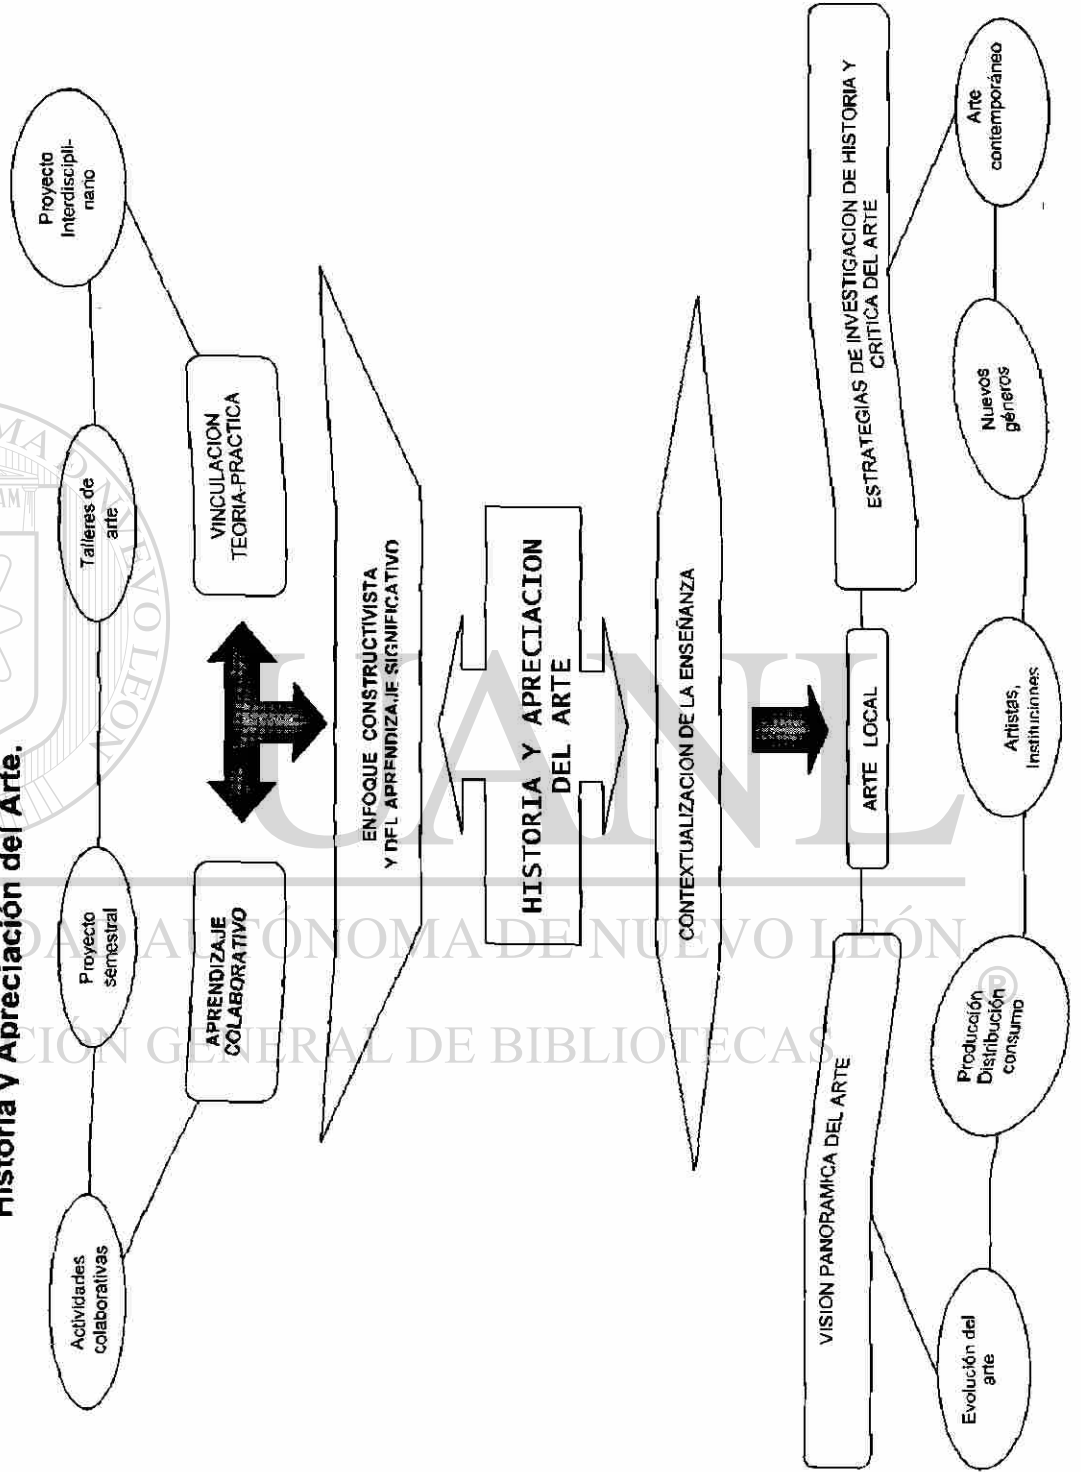 Historia y Apreciación del Arte.
Actividades
colaborativas
Proyecto
semestral
Talleres de
arte
Proyecto
Interdiscipli-
nario
APRENDIZAJE
COLABORATIVO
VINCULACION
TEORIA-PRACTICA
ENFOQUE CONSTRUCTIVISTA
Y DEL APRENDIZAJE SIGNIFICATIVO
HISTORIA Y APRECIACION
DEL ARTE
CONTEXTUALIZACION DE LA ENSEÑANZA
VISION PANORAMICA DEL ARTE
ARTE LOCAL
ESTRATEGIAS DE INVESTIGACION DE HISTORIA Y
CRITICA DEL ARTE
Evolución del
arte
Producción
Distribución
consumo
Artistas,
Instituciones
Nuevos
géneros
Arte
contemporáneo
UANL
AUTÓNOMA DE NUEVO LEÓN
®
CIÓN GENERAL DE BIBLIOTECAS